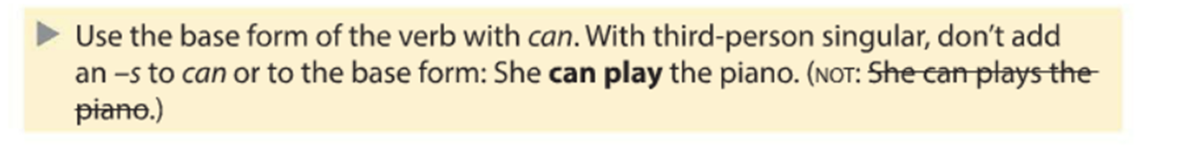 ▶ Use the base form of the verb with can. With third-person singular, don’t add
an –s to can or to the base form: She can play the piano. (NOT: She can plays the
piano.)